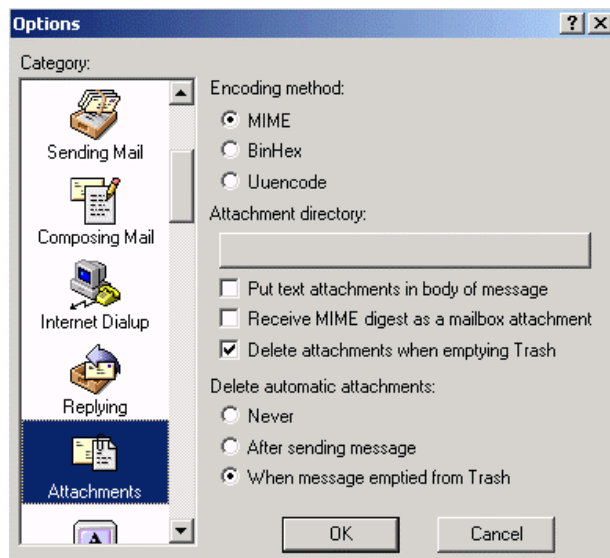 Options
Category:
Sending Mail
Composing Mail
Internet Dialup
Replying
Attachments
A
Encoding method:
MIME
BinHex
Uuencode
Attachment directory:
Put text attachments in body of message
Receive MIME digest as a mailbox attachment
Delete attachments when emptying Trash
Delete automatic attachments:
Never
After sending message
When message emptied from Trash
OK
Cancel